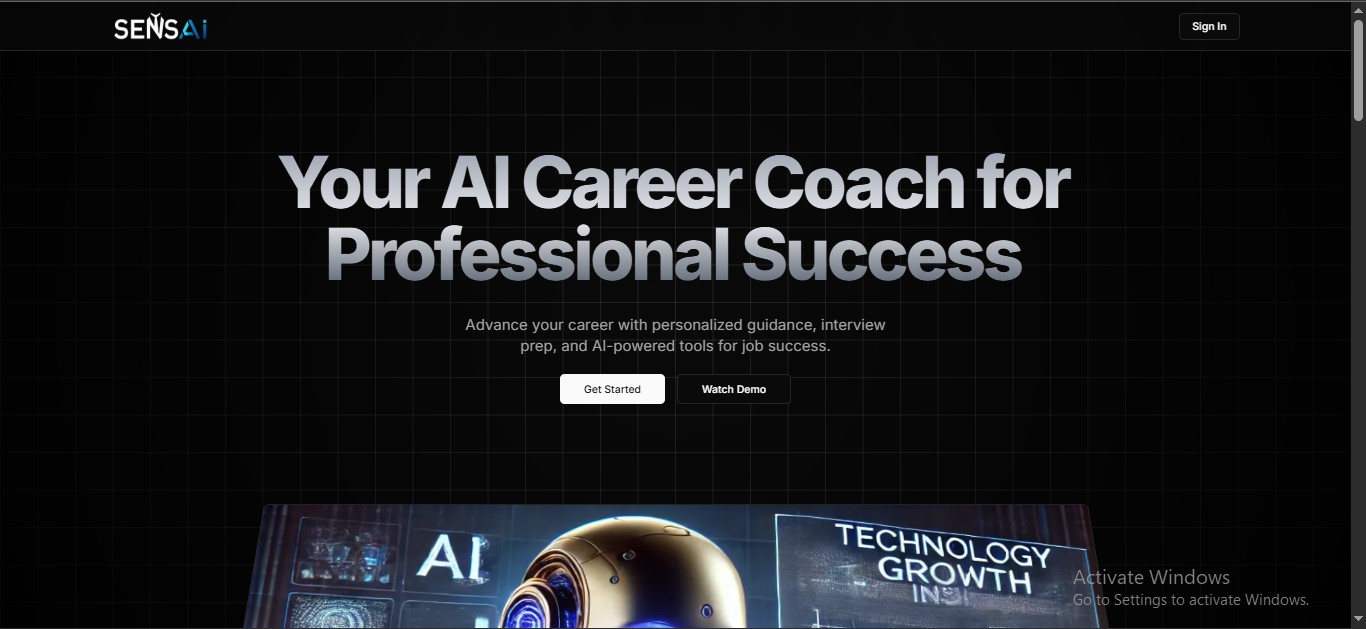 SENSAi
Sign In
Your AI Career Coach for
Professional Success
Advance your career with personalized guidance, interview
prep, and AI-powered tools for job success.
Get Started
Watch Demo
AI
TECHNOLOGY
GROWTH
Activate Windows
Go to Settings to activate Windows.